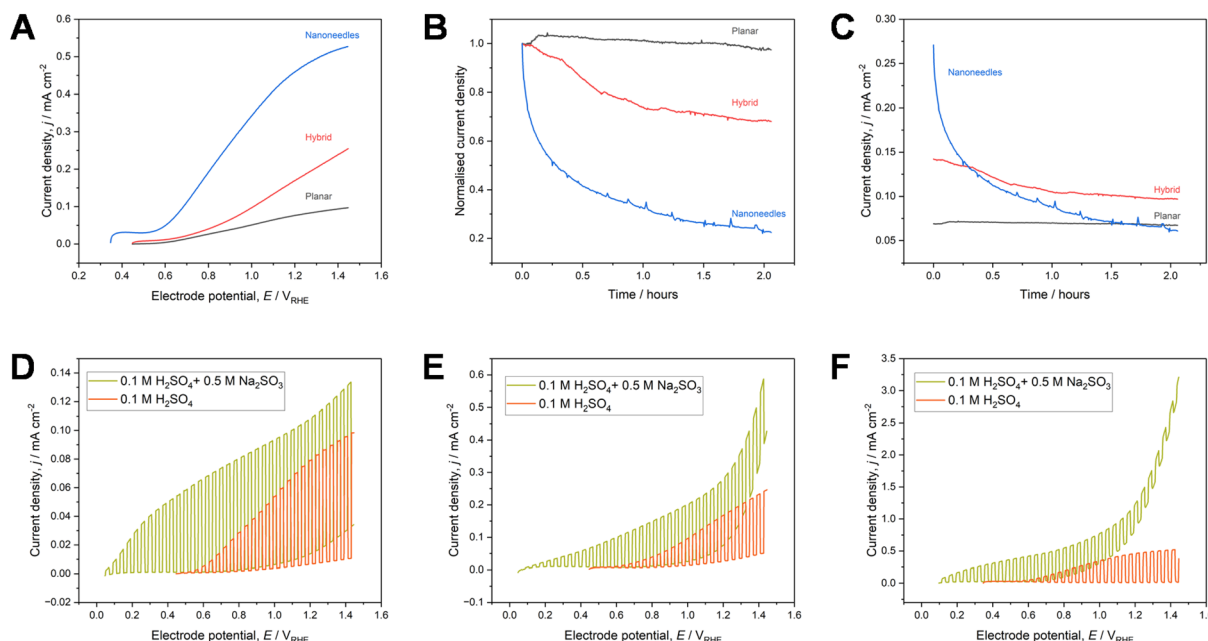 A
0.6
0.5
0.4
0.3
0.2
0.1
0.0
Current density, j / mA cm⁻²
Nanoneedles
Hybrid
Planar
0.2 0.4 0.6 0.8 1.0 1.2 1.4 1.6
Electrode potential, E / V_RHE
B
1.0
0.8
0.6
0.4
0.2
Normalised current density
Planar
Hybrid
Nanoneedles
0.0 0.5 1.0 1.5 2.0
Time / hours
C
0.30
0.25
0.20
0.15
0.10
0.05
Current density, j / mA cm⁻²
Nanoneedles
Hybrid
Planar
0.0 0.5 1.0 1.5 2.0
Time / hours
D
0.14
0.12
0.10
0.08
0.06
0.04
0.02
0.00
−0.02
Current density, j / mA cm⁻²
0.1 M H₂SO₄+ 0.5 M Na₂SO₃
0.1 M H₂SO₄
0.0 0.2 0.4 0.6 0.8 1.0 1.2 1.4 1.6
Electrode potential, E / V_RHE
E
0.6
0.5
0.4
0.3
0.2
0.1
0.0
−0.1
Current density, j / mA cm⁻²
0.1 M H₂SO₄+ 0.5 M Na₂SO₃
0.1 M H₂SO₄
0.0 0.2 0.4 0.6 0.8 1.0 1.2 1.4 1.6
Electrode potential, E / V_RHE
F
3.5
3.0
2.5
2.0
1.5
1.0
0.5
0.0
Current density, j / mA cm⁻²
0.1 M H₂SO₄+ 0.5 M Na₂SO₃
0.1 M H₂SO₄
0.0 0.2 0.4 0.6 0.8 1.0 1.2 1.4 1.6
Electrode potential, E / V_RHE